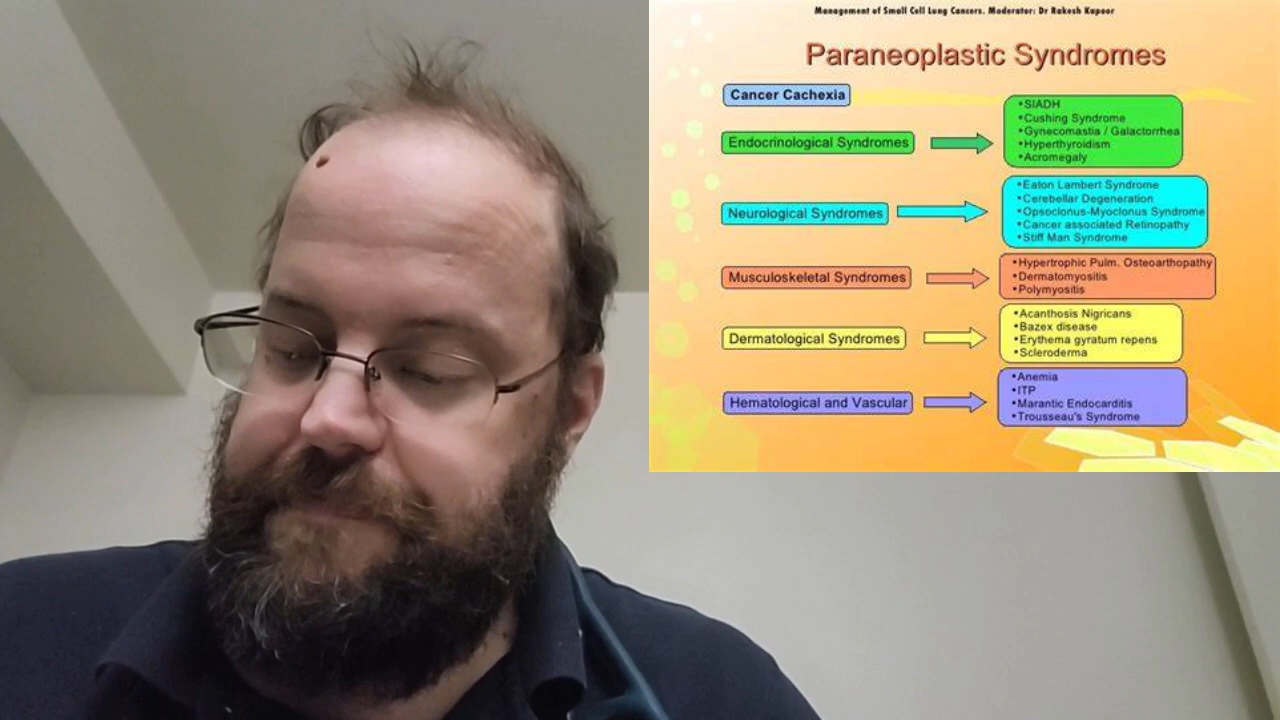 Management of Small Cell Lung Cancers. Moderator: Dr Rakesh Kapoor
Paraneoplastic Syndromes
Cancer Cachexia
Endocrinological Syndromes
•SIADH
•Cushing Syndrome
•Gynecomastia / Galactorrhea
•Hyperthyroidism
•Acromegaly
Neurological Syndromes
•Eaton Lambert Syndrome
•Cerebellar Degeneration
•Opsoclonus-Myoclonus Syndrome
•Cancer associated Retinopathy
•Stiff Man Syndrome
Musculoskeletal Syndromes
•Hypertrophic Pulm. Osteoarthopathy
•Dermatomyositis
•Polymyositis
Dermatological Syndromes
•Acanthosis Nigricans
•Bazex disease
•Erythema gyratum repens
•Scleroderma
Hematological and Vascular
•Anemia
•ITP
•Marantic Endocarditis
•Trousseau's Syndrome